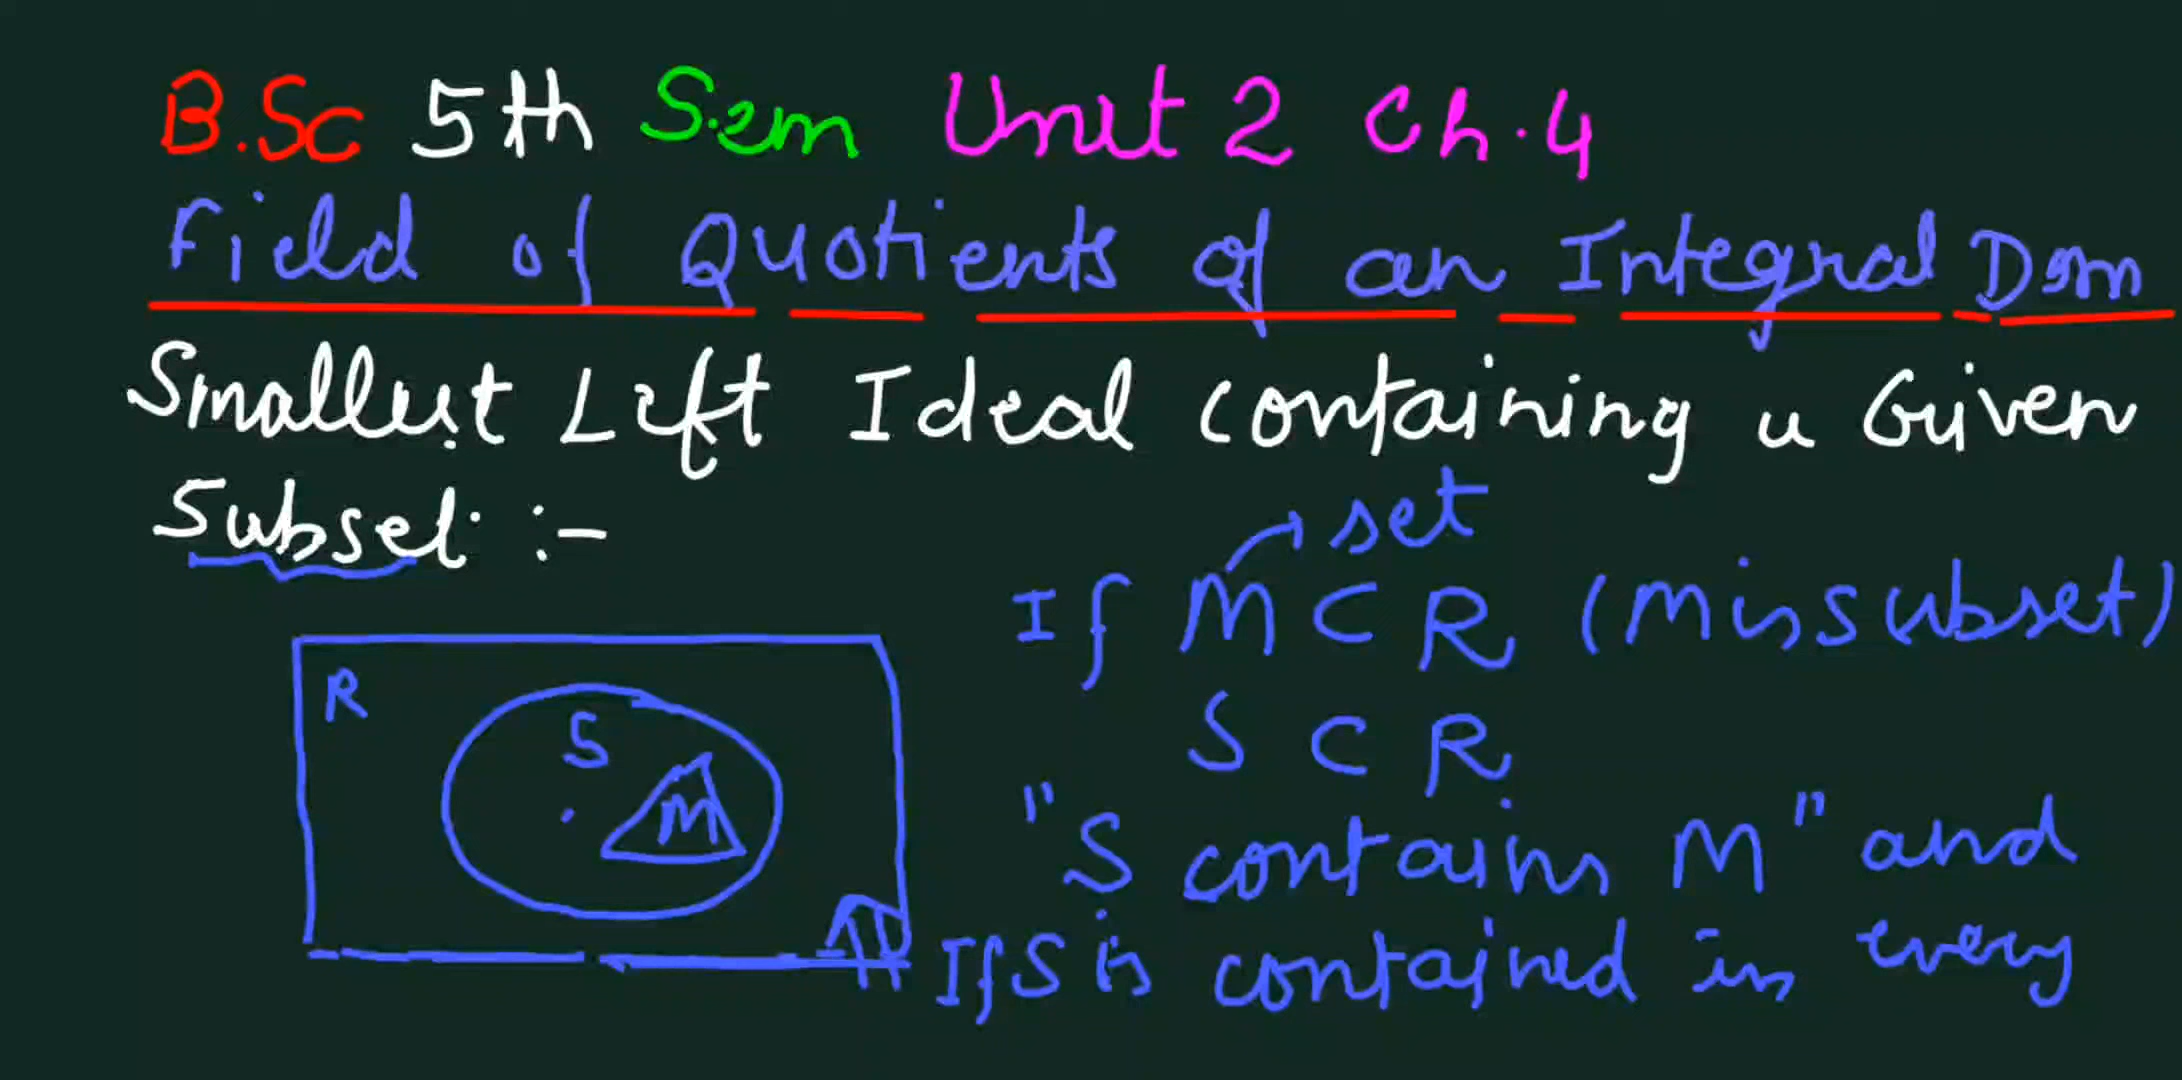 B.Sc 5th Sem Unit 2 Ch.4
Field of Quotients of an Integral Dom
Smallest Left Ideal containing a Given
Subset :-
set
If M ⊂ R (M is subset)
R
S
S ⊂ R
M
"S contains M" and
If S is contained in every